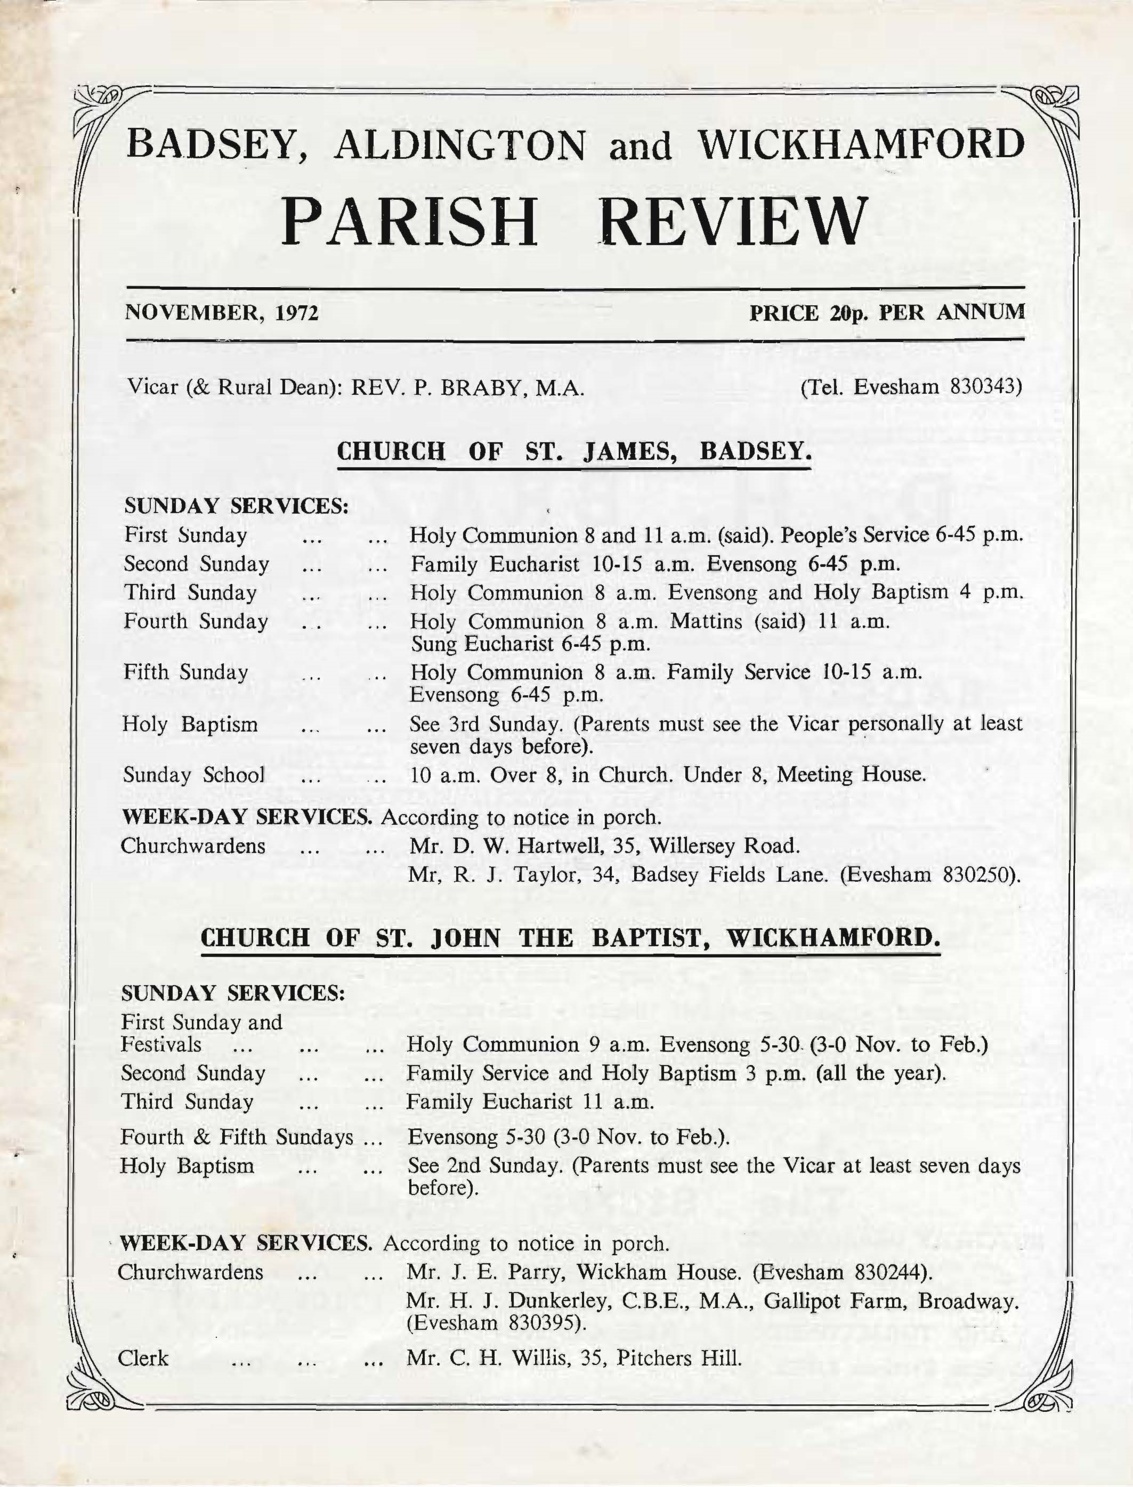 BADSEY, ALDINGTON and WICKHAMFORD
PARISH REVIEW
NOVEMBER, 1972 PRICE 20p. PER ANNUM
Vicar (& Rural Dean): REV. P. BRABY, M.A. (Tel. Evesham 830343)
CHURCH OF ST. JAMES, BADSEY.
SUNDAY SERVICES:
First Sunday ... ... Holy Communion 8 and 11 a.m. (said). People's Service 6-45 p.m.
Second Sunday ... ... Family Eucharist 10-15 a.m. Evensong 6-45 p.m.
Third Sunday ... ... Holy Communion 8 a.m. Evensong and Holy Baptism 4 p.m.
Fourth Sunday . . ... Holy Communion 8 a.m. Mattins (said) 11 a.m.
Sung Eucharist 6-45 p.m.
Fifth Sunday ... ... Holy Communion 8 a.m. Family Service 10-15 a.m.
Evensong 6-45 p.m.
Holy Baptism ... ... See 3rd Sunday. (Parents must see the Vicar personally at least
seven days before).
Sunday School ... ... 10 a.m. Over 8, in Church. Under 8, Meeting House.
WEEK-DAY SERVICES. According to notice in porch.
Churchwardens ... ... Mr. D. W. Hartwell, 35, Willersey Road.
Mr, R. J. Taylor, 34, Badsey Fields Lane. (Evesham 830250).
CHURCH OF ST. JOHN THE BAPTIST, WICKHAMFORD.
SUNDAY SERVICES:
First Sunday and
Festivals ... ... ... Holy Communion 9 a.m. Evensong 5-30 (3-0 Nov. to Feb.)
Second Sunday ... ... Family Service and Holy Baptism 3 p.m. (all the year).
Third Sunday ... ... Family Eucharist 11 a.m.
Fourth & Fifth Sundays ... Evensong 5-30 (3-0 Nov. to Feb.).
Holy Baptism ... ... See 2nd Sunday. (Parents must see the Vicar at least seven days
before).
WEEK-DAY SERVICES. According to notice in porch.
Churchwardens ... ... Mr. J. E. Parry, Wickham House. (Evesham 830244).
Mr. H. J. Dunkerley, C.B.E., M.A., Gallipot Farm, Broadway.
(Evesham 830395).
Clerk ... ... ... Mr. C. H. Willis, 35, Pitchers Hill.